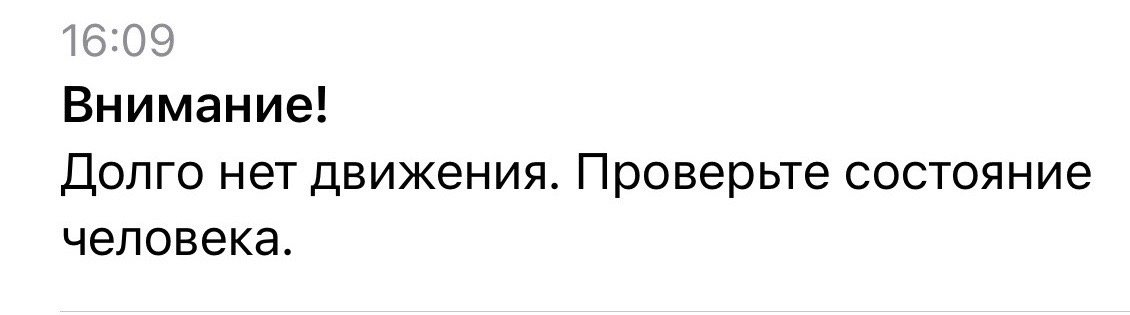 16:09
Внимание!
Долго нет движения. Проверьте состояние
человека.